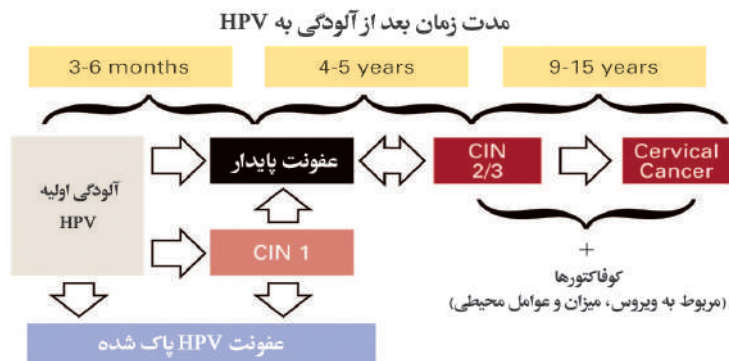 مدت زمان بعد از آلودگی به HPV
3-6 months
4-5 years
9-15 years
آلودگی اولیه
HPV
عفونت پایدار
CIN
2/3
Cervical
Cancer
CIN 1
+
کوفاکتورها
(مربوط به ویروس، میزان و عوامل محیطی)
عفونت HPV پاک شده